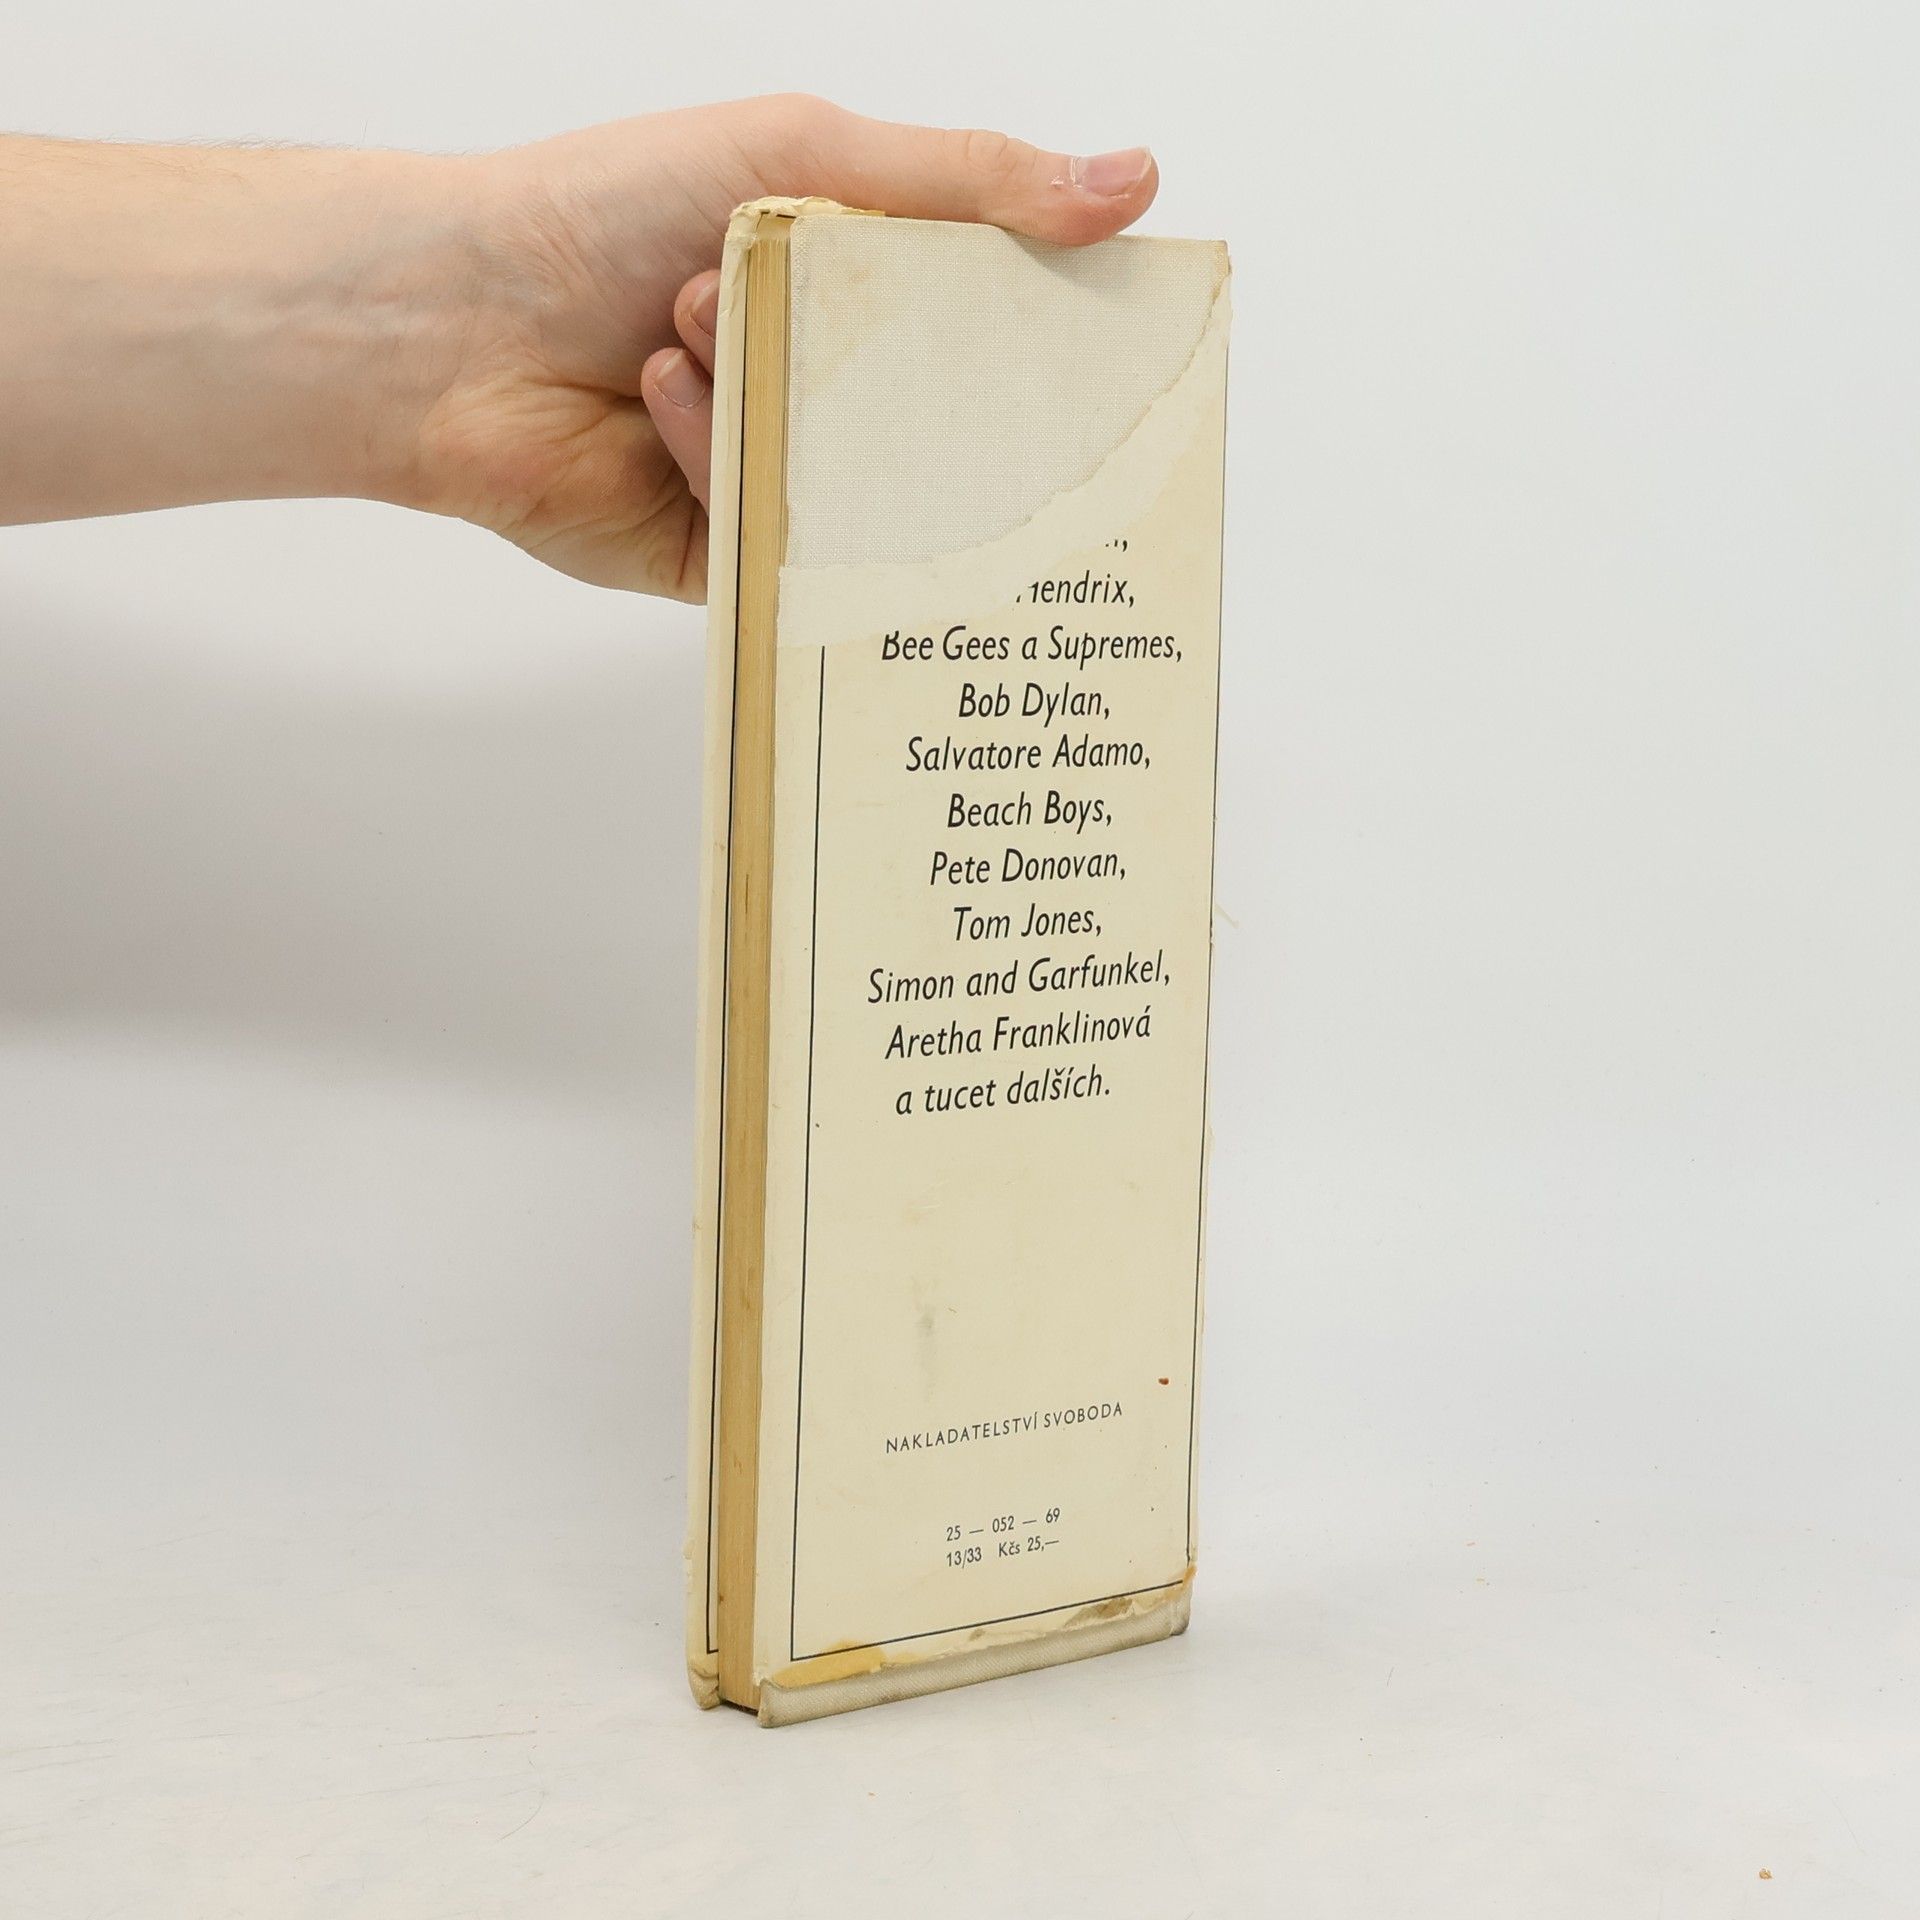 Hendrix,
Bee Gees a Supremes,
Bob Dylan,
Salvatore Adamo,
Beach Boys,
Pete Donovan,
Tom Jones,
Simon and Garfunkel,
Aretha Franklinová
a tucet dalších.
NAKLADATELSTVÍ SVOBODA
25 — 052 — 69
13/33 Kčs 25,—